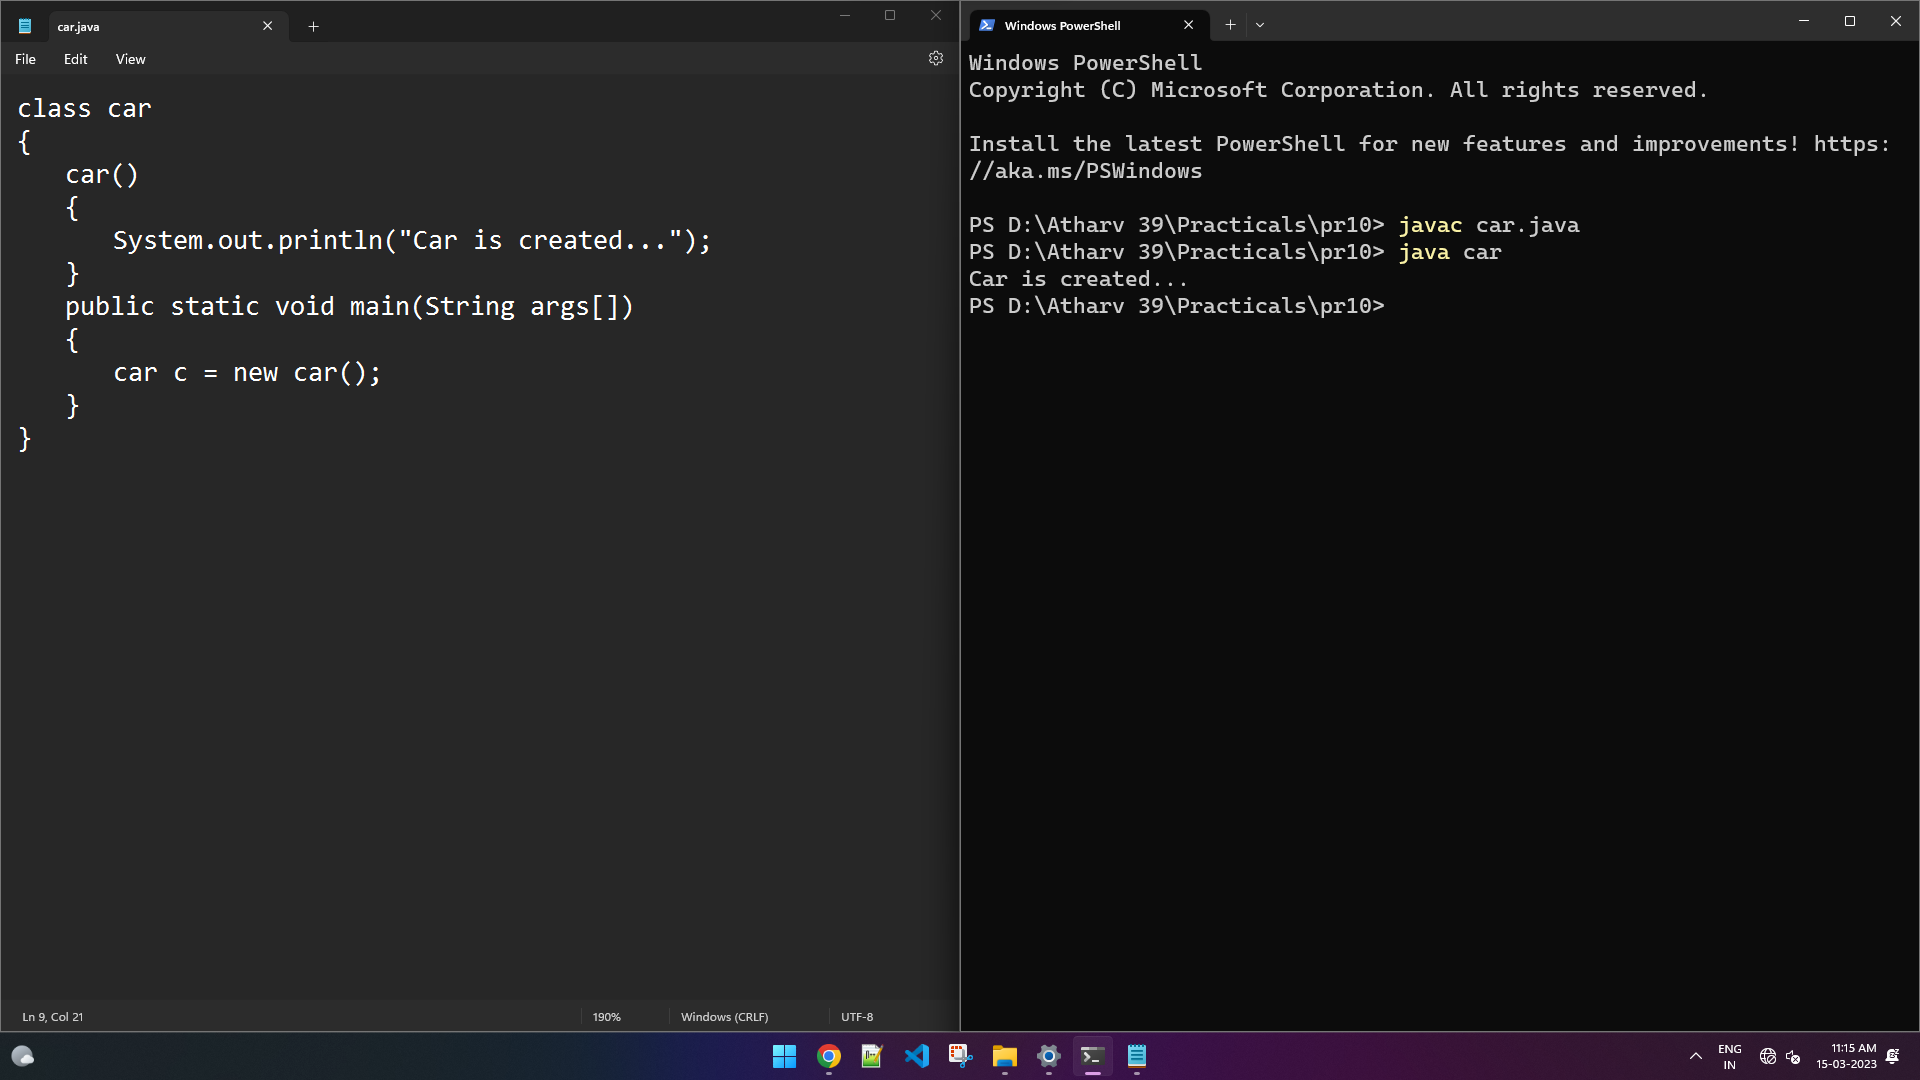 car.java
File Edit View
class car
{
car()
{
System.out.println("Car is created...");
}
public static void main(String args[])
{
car c = new car();
}
}
Ln 9, Col 21 190% Windows (CRLF) UTF-8
Windows PowerShell
Windows PowerShell
Copyright (C) Microsoft Corporation. All rights reserved.
Install the latest PowerShell for new features and improvements! https:
//aka.ms/PSWindows
PS D:\Atharv 39\Practicals\pr10> javac car.java
PS D:\Atharv 39\Practicals\pr10> java car
Car is created...
PS D:\Atharv 39\Practicals\pr10>
ENG
IN
11:15 AM
15-03-2023